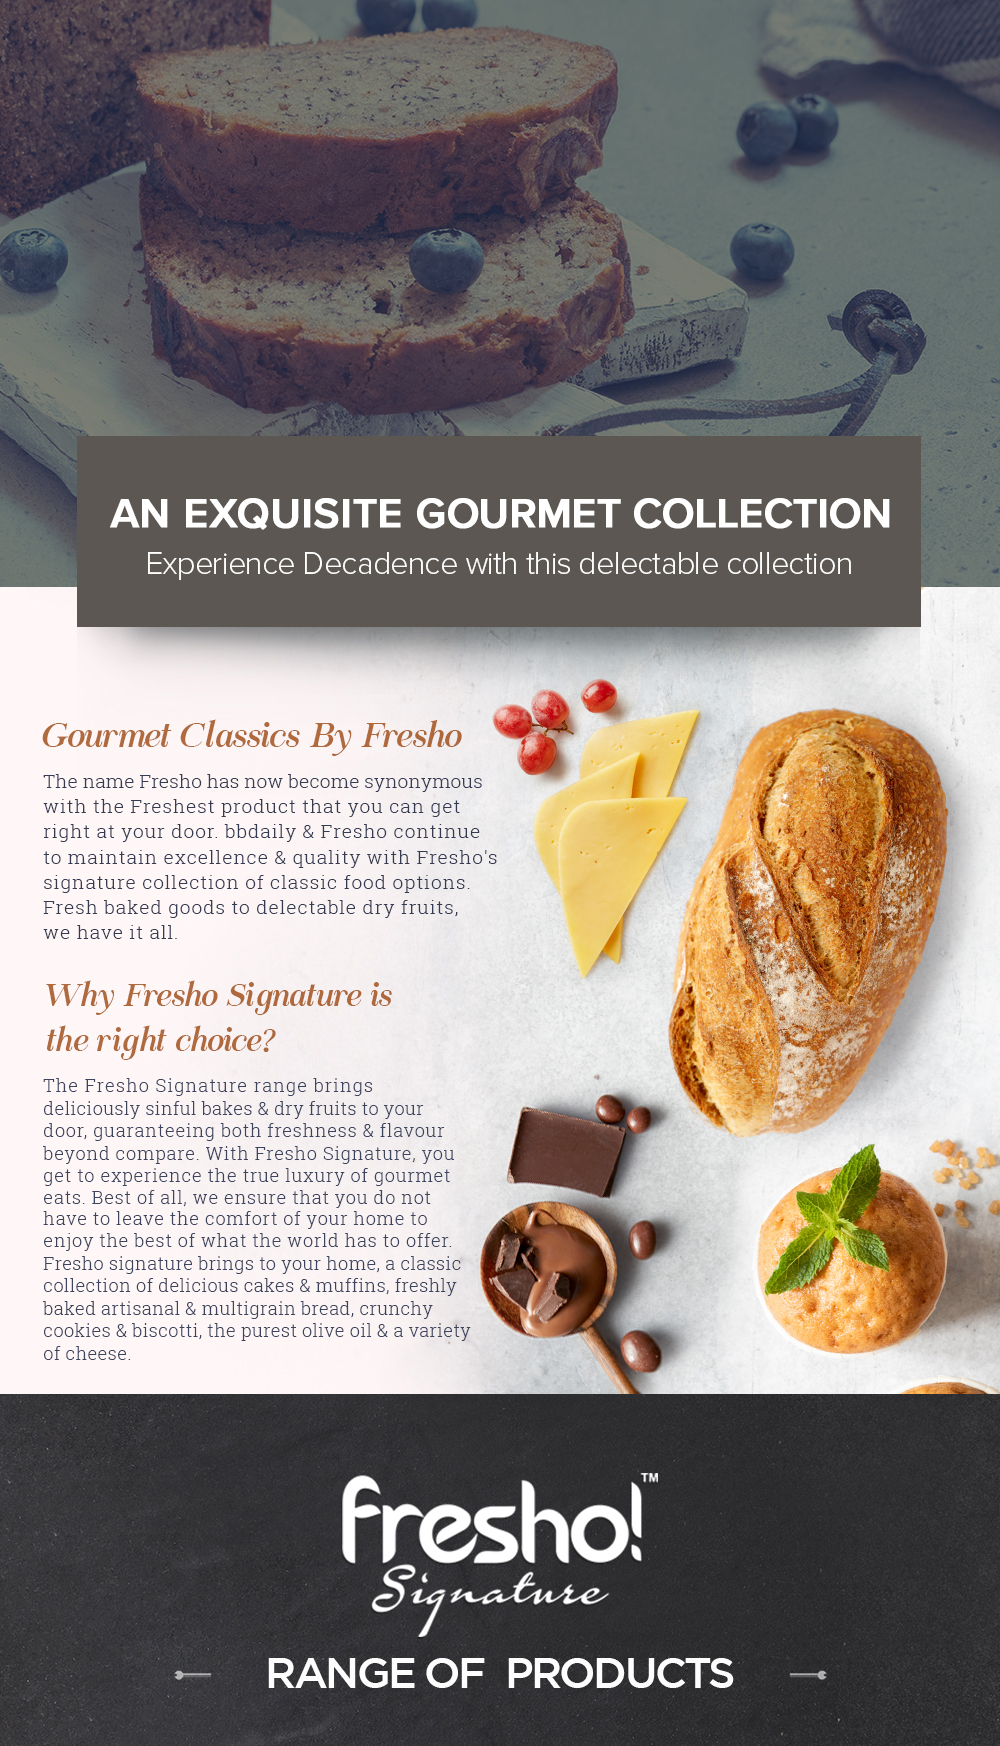 AN EXQUISITE GOURMET COLLECTION
Experience Decadence with this delectable collection
Gourmet Classics By Fresho
The name Fresho has now become synonymous
with the Freshest product that you can get
right at your door. bbdaily & Fresho continue
to maintain excellence & quality with Fresho's
signature collection of classic food options.
Fresh baked goods to delectable dry fruits,
we have it all.
Why Fresho Signature is
the right choice?
The Fresho Signature range brings
deliciously sinful bakes & dry fruits to your
door, guaranteeing both freshness & flavour
beyond compare. With Fresho Signature, you
get to experience the true luxury of gourmet
eats. Best of all, we ensure that you do not
have to leave the comfort of your home to
enjoy the best of what the world has to offer.
Fresho signature brings to your home, a classic
collection of delicious cakes & muffins, freshly
baked artisanal & multigrain bread, crunchy
cookies & biscotti, the purest olive oil & a variety
of cheese.
fresho!™
Signature
RANGE OF PRODUCTS